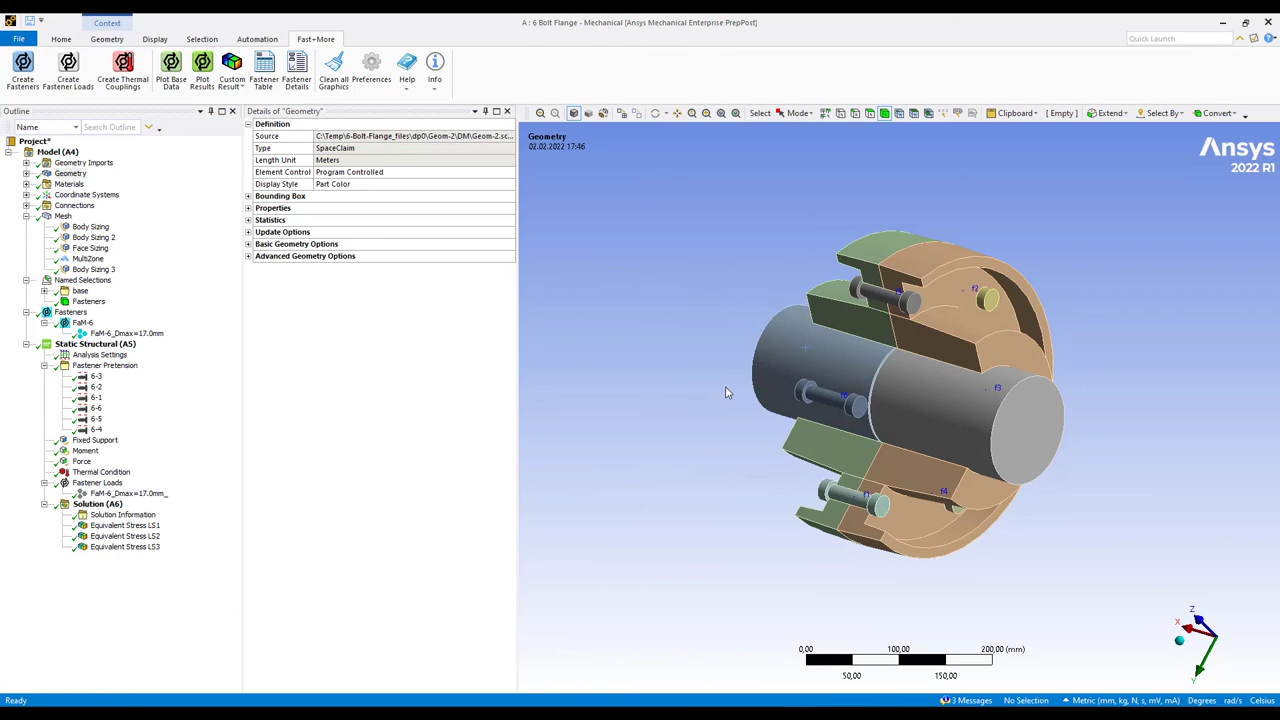 Context
A : 6 Bolt Flange - Mechanical [Ansys Mechanical Enterprise PrepPost]
File Home Geometry Display Selection Automation Fast+More
Quick Launch
Create Fasteners
Create Fastener Loads
Create Thermal Couplings
Plot Base Data
Plot Results
Custom Result
Fastener Table
Fastener Details
Clean all Graphics
Preferences
Help
Info
Outline
Name
Search Outline
Project*
Model (A4)
Geometry Imports
Geometry
Materials
Coordinate Systems
Connections
Mesh
Body Sizing
Body Sizing 2
Face Sizing
MultiZone
Body Sizing 3
Named Selections
base
Fasteners
Fasteners
FaM-6
FaM-6_Dmax=17.0mm
Static Structural (A5)
Analysis Settings
Fastener Pretension
6-3
6-2
6-1
6-6
6-5
6-4
Fixed Support
Moment
Force
Thermal Condition
Fastener Loads
FaM-6_Dmax=17.0mm_
Solution (A6)
Solution Information
Equivalent Stress LS1
Equivalent Stress LS2
Equivalent Stress LS3
Details of "Geometry"
Definition
Source C:\Temp\6-Bolt-Flange_files\dp0\Geom-2\DM\Geom-2.sc...
Type SpaceClaim
Length Unit Meters
Element Control Program Controlled
Display Style Part Color
Bounding Box
Properties
Statistics
Update Options
Basic Geometry Options
Advanced Geometry Options
Select Mode Clipboard [ Empty ] Extend Select By Convert
Geometry
02.02.2022 17:46
Ansys
2022 R1
f2
f3
f6
f1
f4
0,00 100,00 200,00 (mm)
50,00 150,00
Z
X
Y
Ready
3 Messages No Selection Metric (mm, kg, N, s, mV, mA) Degrees rad/s Celsius